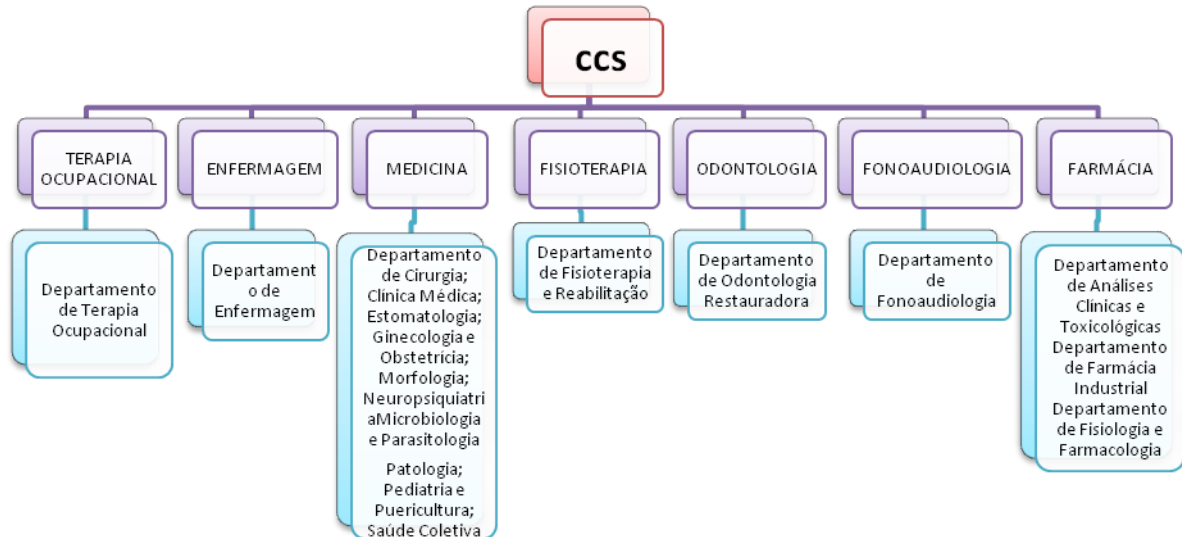 CCS
TERAPIA
OCUPACIONAL
ENFERMAGEM
MEDICINA
FISIOTERAPIA
ODONTOLOGIA
FONOAUDIOLOGIA
FARMÁCIA
Departamento
de Terapia
Ocupacional
Departament
o de
Enfermagem
Departamento
de Cirurgia;
Clínica Médica;
Estomatologia;
Ginecologia e
Obstetrícia;
Morfologia;
Neuropsiquiatri
aMicrobiologia
e Parasitologia
Patologia;
Pediatria e
Puericultura;
Saúde Coletiva
Departamento
de Fisioterapia
e Reabilitação
Departamento
de Odontologia
Restauradora
Departamento
de
Fonoaudiologia
Departamento
de Análises
Clínicas e
Toxicológicas
Departamento
de Farmácia
Industrial
Departamento
de Fisiologia e
Farmacologia